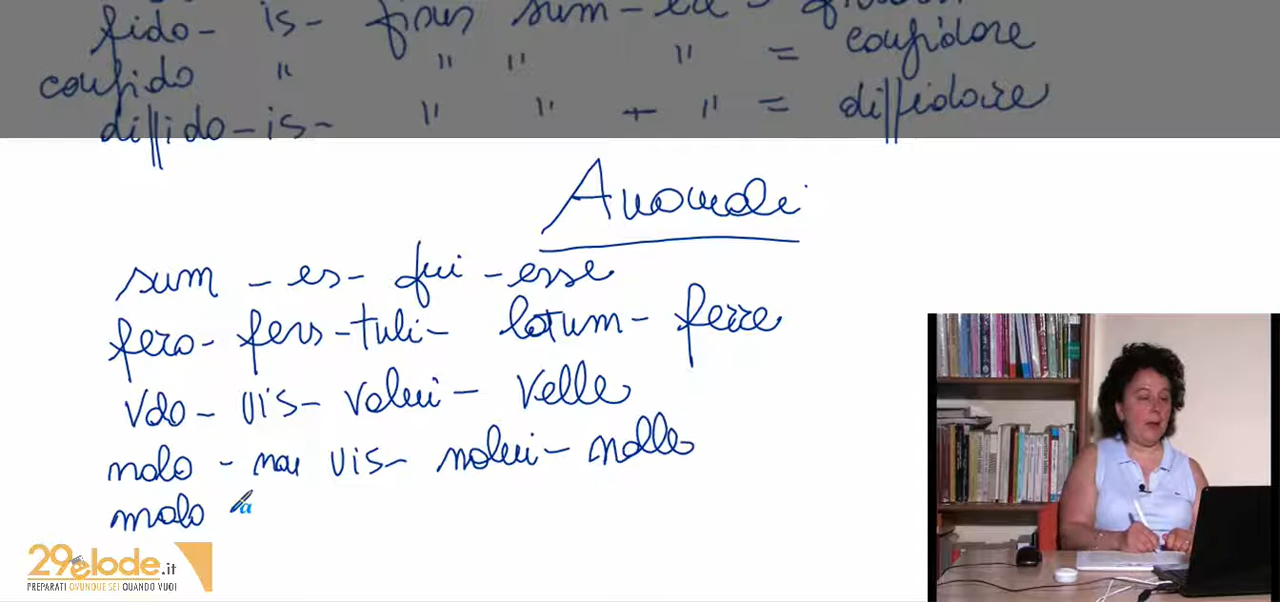 fido - is - fisus sum - ere =
confido " " " " = confidare
diffido - is - " " + " = diffidare
Anomali
sum - es - fui - esse
fero - fers - tuli - latum - ferre
volo - vis - volui - velle
nolo - non vis - nolui - nolle
malo
29elode.it
PREPARATI OVUNQUE SEI QUANDO VUOI